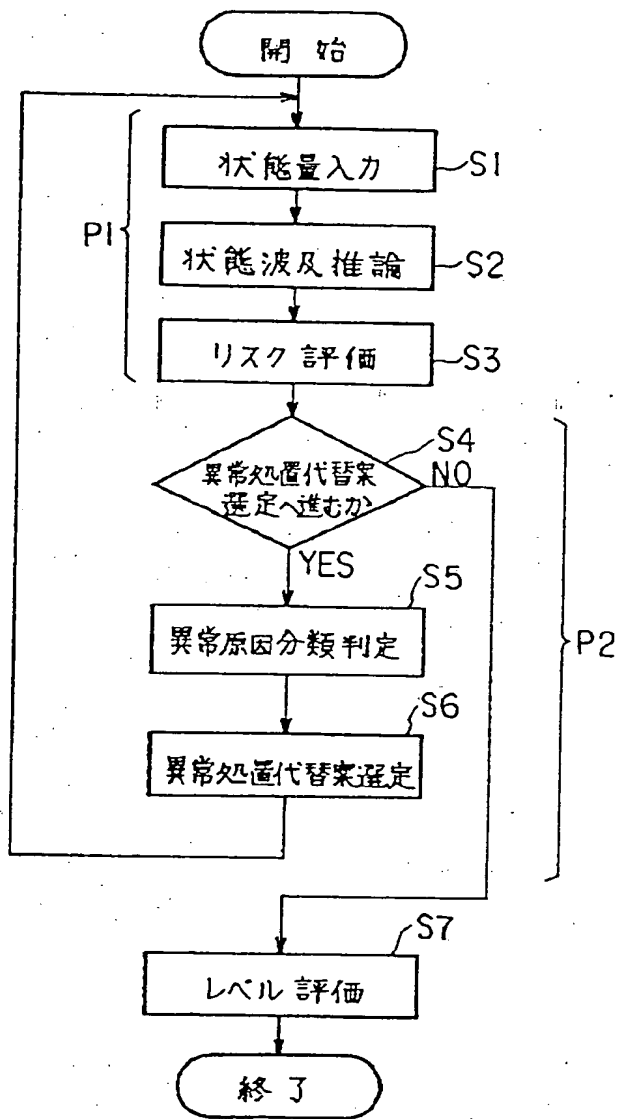 開始
状態量入力
S1
P1
状態波及推論
S2
リスク評価
S3
S4
異常処置代替案
選定へ進むか
NO
YES
S5
異常原因分類判定
P2
S6
異常処置代替案選定
S7
レベル評価
終了